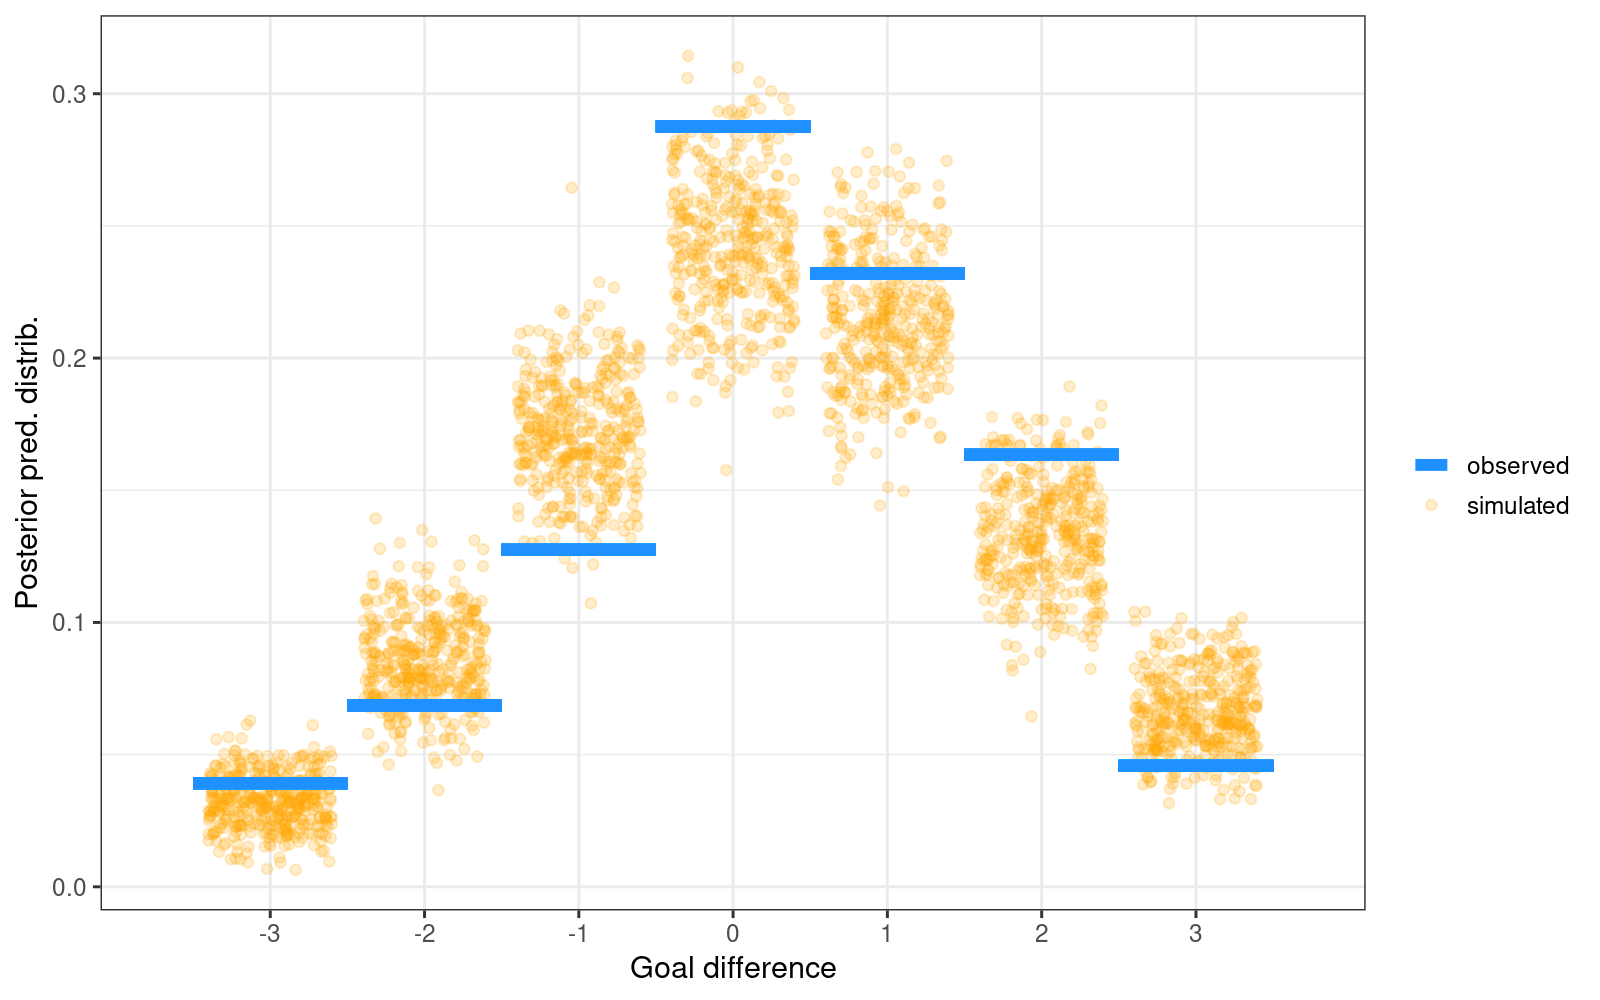 Posterior pred. distrib.
0.3
0.2
0.1
0.0
-3 -2 -1 0 1 2 3
Goal difference
observed
simulated